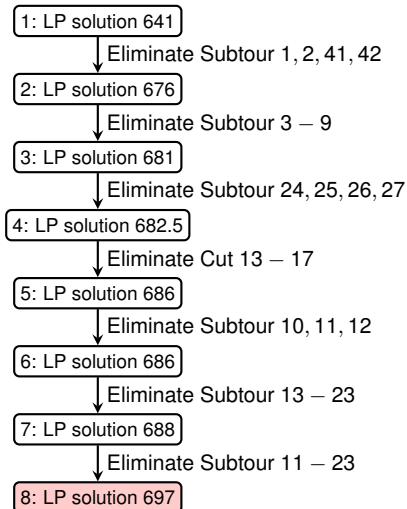 1: LP solution 641
Eliminate Subtour 1, 2, 41, 42
2: LP solution 676
Eliminate Subtour 3 − 9
3: LP solution 681
Eliminate Subtour 24, 25, 26, 27
4: LP solution 682.5
Eliminate Cut 13 − 17
5: LP solution 686
Eliminate Subtour 10, 11, 12
6: LP solution 686
Eliminate Subtour 13 − 23
7: LP solution 688
Eliminate Subtour 11 − 23
8: LP solution 697